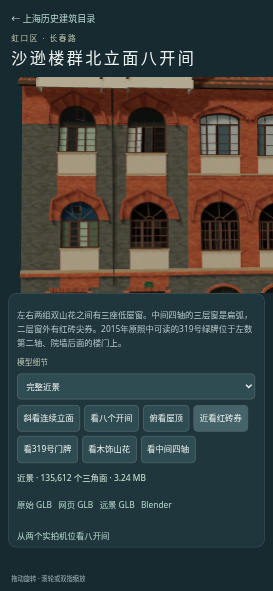 ← 上海历史建筑目录
虹口区 · 长春路
沙逊楼群北立面八开间
左右两组双山花之间有三座低屋窗。中间四轴的三层窗是扁弧，
二层窗外有红砖尖券。2015年原照中可读的319号绿牌位于左数
第二轴、院墙后面的楼门上。
模型细节
完整近景
斜看连续立面 看八个开间 俯看屋顶 近看红砖券
看319号门牌 看木饰山花 看中间四轴
近景 · 135,612 个三角面 · 3.24 MB
原始 GLB 网页 GLB 远景 GLB Blender
从两个实拍机位看八开间
拖动旋转 · 滚轮或双指缩放